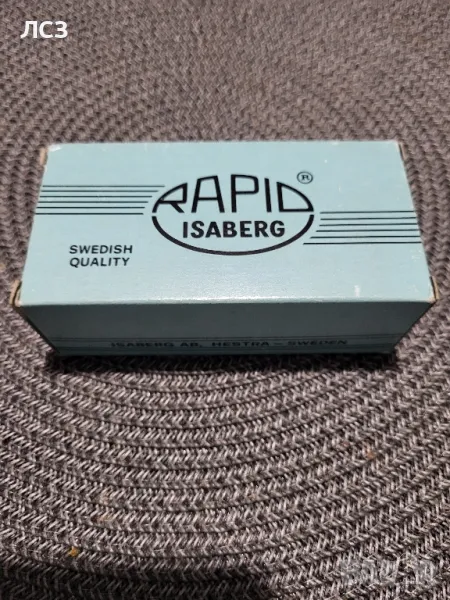 ЛСЗ
RAPID ®
ISABERG
SWEDISH
QUALITY
ISABERG AB, HESTRA - SWEDEN